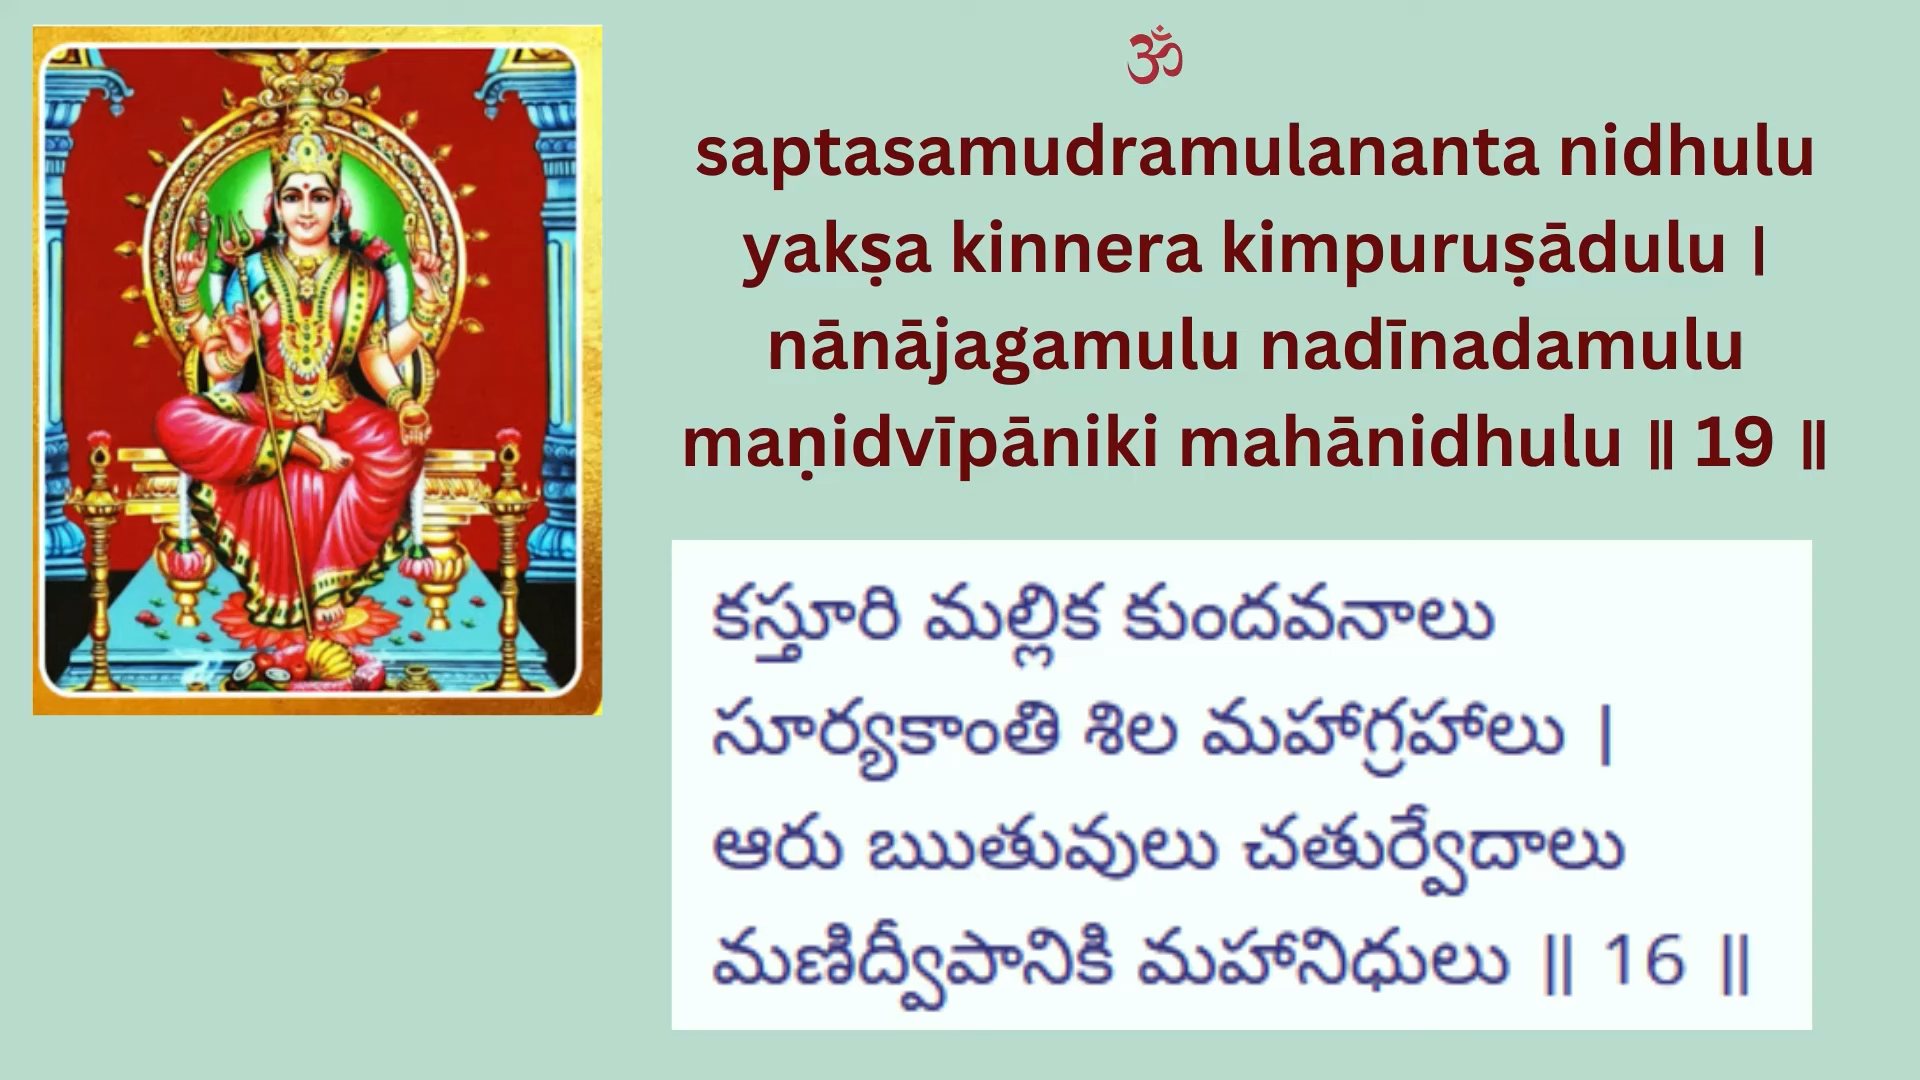 ॐ
saptasamudramulananta nidhulu
yakṣa kinnera kimpuruṣādulu ।
nānājagamulu nadīnadamulu
maṇidvīpāniki mahānidhulu ॥ 19 ॥
కస్తూరి మల్లిక కుందవనాలు
సూర్యకాంతి శిల మహాగ్రహాలు ।
ఆరు ఋతువులు చతుర్వేదాలు
మణిద్వీపానికి మహానిధులు ॥ 16 ॥